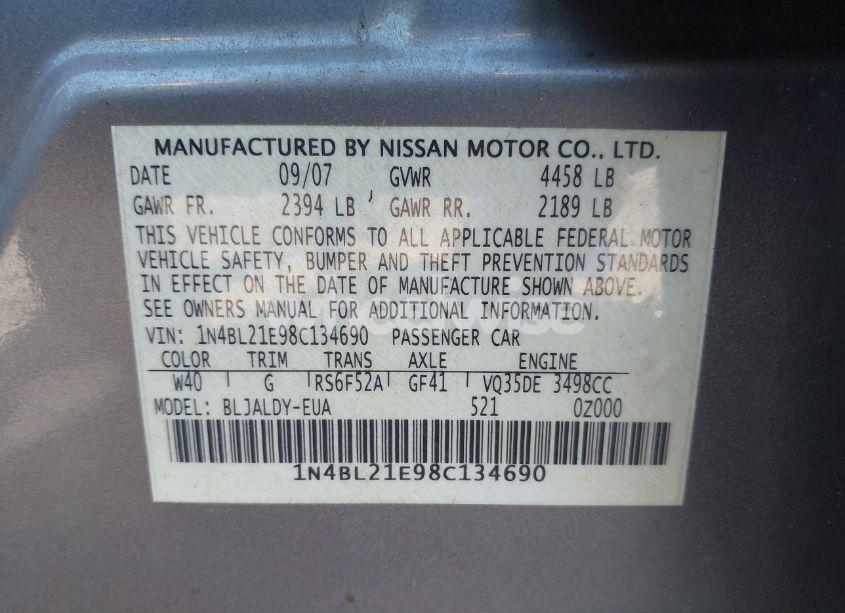 MANUFACTURED BY NISSAN MOTOR CO., LTD.
DATE 09/07 GVWR 4458 LB
GAWR FR. 2394 LB GAWR RR. 2189 LB
THIS VEHICLE CONFORMS TO ALL APPLICABLE FEDERAL MOTOR
VEHICLE SAFETY, BUMPER AND THEFT PREVENTION STANDARDS
IN EFFECT ON THE DATE OF MANUFACTURE SHOWN ABOVE.
SEE OWNERS MANUAL FOR ADDITIONAL INFORMATION.
VIN: 1N4BL21E98C134690 PASSENGER CAR
COLOR TRIM TRANS AXLE ENGINE
W40 G RS6F52A GF41 VQ35DE 3498CC
MODEL: BLJALDY-EUA 521 0Z000
1N4BL21E98C134690